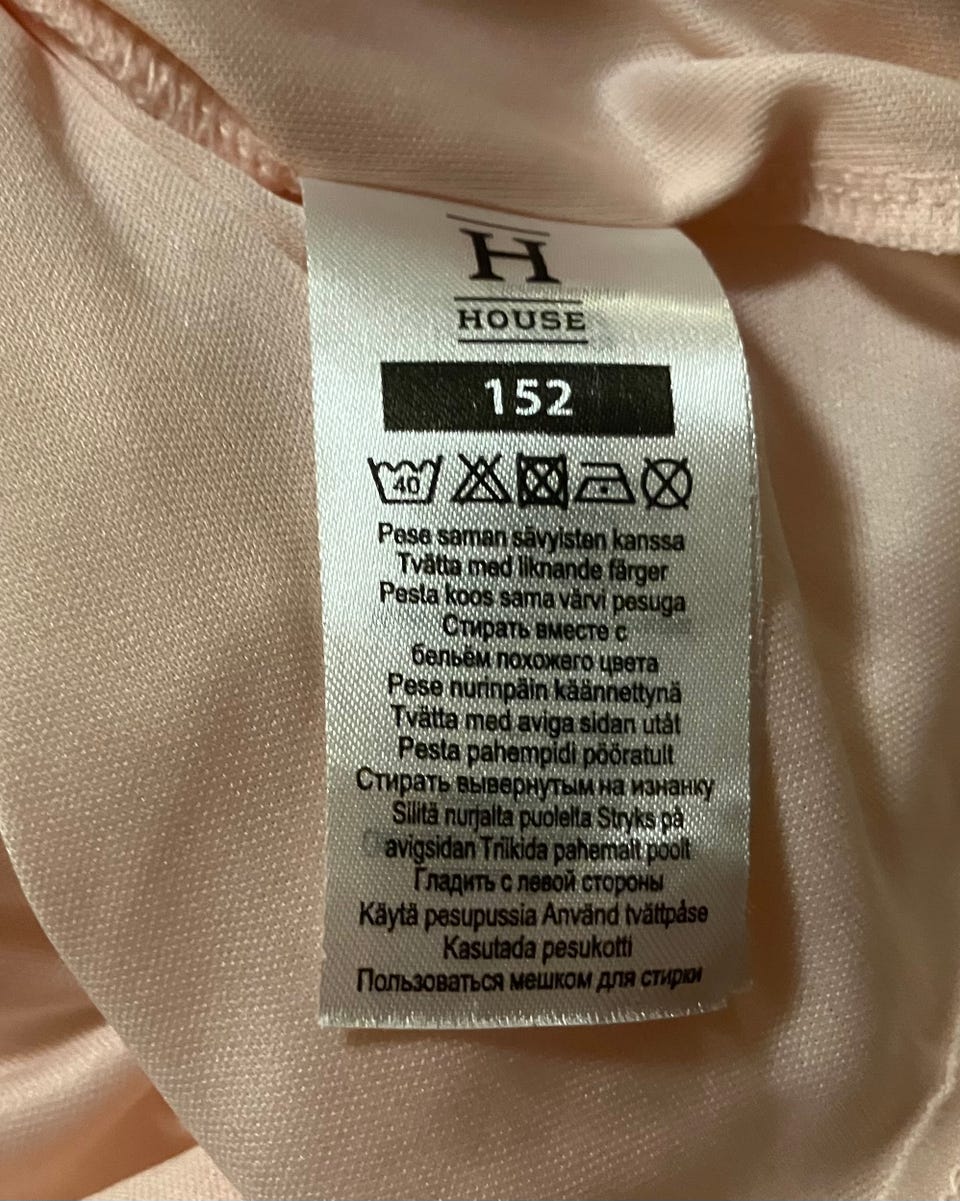 H
HOUSE
152
40
Pese saman sävyisten kanssa
Tvätta med liknande färger
Pesta koos sama värvi pesuga
Стирать вместе с
бельём похожего цвета
Pese nurinpäin käännettynä
Tvätta med aviga sidan utåt
Pesta pahempidi pööratult
Стирать вывернутым на изнанку
Silitä nurjalta puolelta Stryks på
avigsidan Triikida pahemalt poolt
Гладить с левой стороны
Käytä pesupussia Använd tvättpåse
Kasutada pesukotti
Пользоваться мешком для стирки